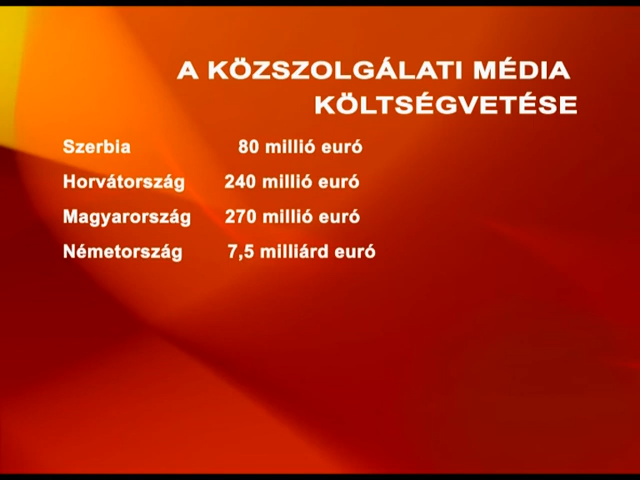 A KÖZSZOLGÁLATI MÉDIA
KÖLTSÉGVETÉSE
Szerbia 80 millió euró
Horvátország 240 millió euró
Magyarország 270 millió euró
Németország 7,5 milliárd euró